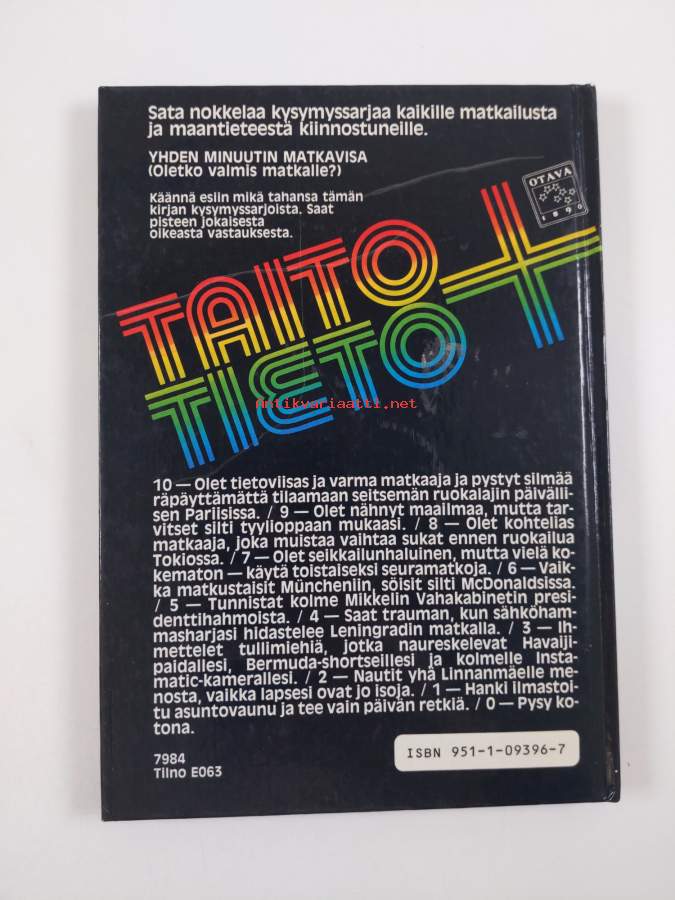 Sata nokkelaa kysymyssarjaa kaikille matkailusta
ja maantieteestä kiinnostuneille.
YHDEN MINUUTIN MATKAVISA
(Oletko valmis matkalle?)
Käännä esiin mikä tahansa tämän
kirjan kysymyssarjoista. Saat
pisteen jokaisesta
oikeasta vastauksesta.
OTAVA
1890
TAITO
TIETO
antikvariaatti.net
10 — Olet tietoviisas ja varma matkaaja ja pystyt silmää
räpäyttämättä tilaamaan seitsemän ruokalajin päivälli-
sen Pariisissa. / 9 — Olet nähnyt maailmaa, mutta tar-
vitset silti tyylioppaan mukaasi. / 8 — Olet kohtelias
matkaaja, joka muistaa vaihtaa sukat ennen ruokailua
Tokiossa. / 7 — Olet seikkailunhaluinen, mutta vielä ko-
kematon — käytä toistaiseksi seuramatkoja. / 6 — Vaik-
ka matkustaisit Müncheniin, söisit silti McDonaldsissa.
/ 5 — Tunnistat kolme Mikkelin Vahakabinetin presi-
denttihahmoista. / 4 — Saat trauman, kun sähköham-
masharjasi hidastelee Leningradin matkalla. / 3 — Ih-
mettelet tullimiehiä, jotka naureskelevat Havaiji-
paidallesi, Bermuda-shortseillesi ja kolmelle Insta-
matic-kamerallesi. / 2 — Nautit yhä Linnanmäelle me-
nosta, vaikka lapsesi ovat jo isoja. / 1 — Hanki ilmastoi-
tu asuntovaunu ja tee vain päivän retkiä. / 0 — Pysy ko-
tona.
ISBN 951-1-09396-7
7984
Tilno E063